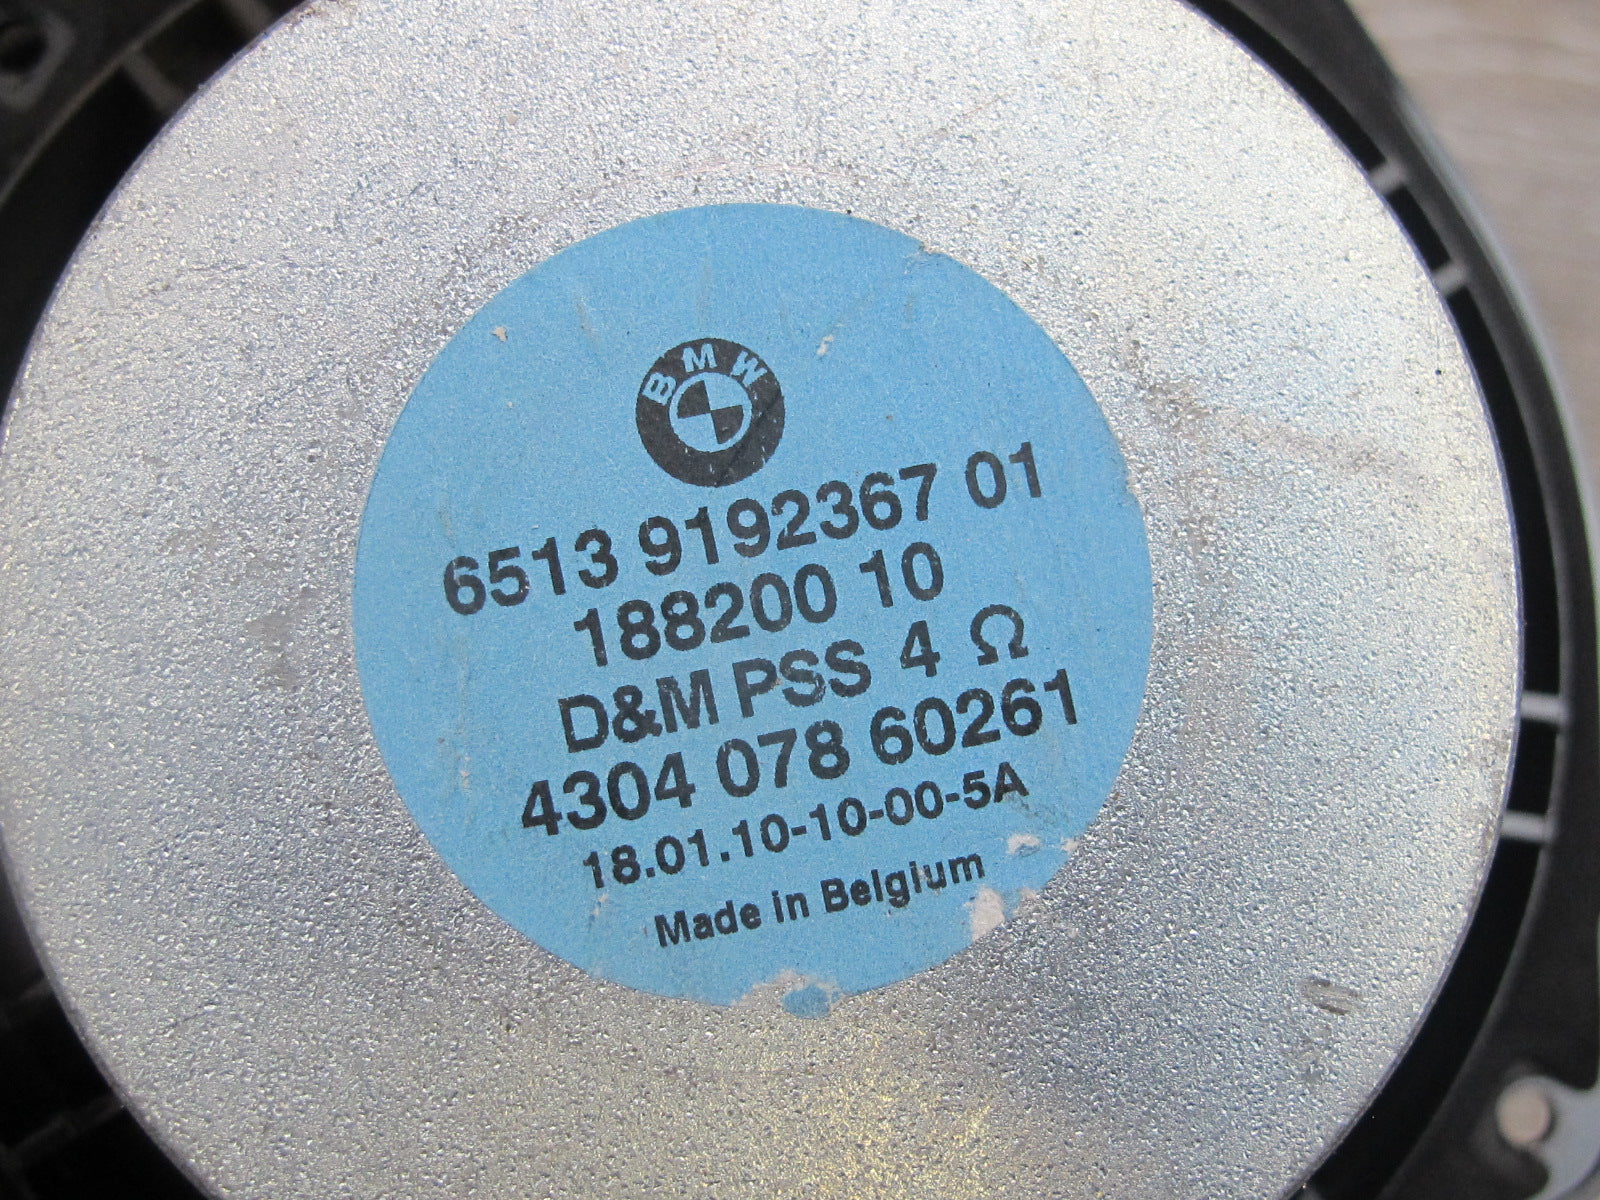 BMW
6513 9192367 01
188200 10
D&M PSS 4 Ω
4304 078 60261
18.01.10-10-00-5A
Made in Belgium